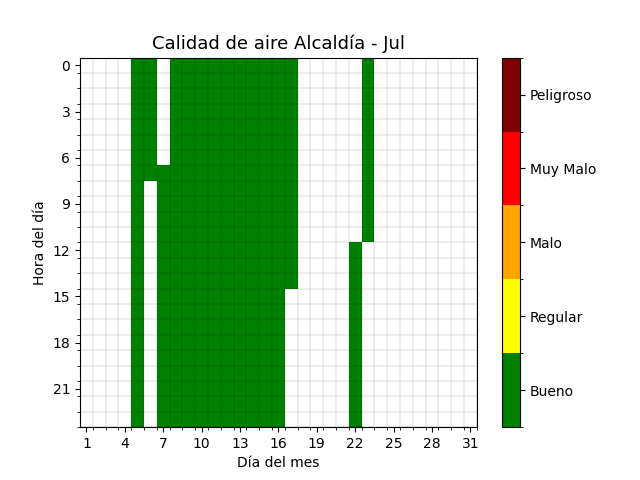 Calidad de aire Alcaldía - Jul
0
3
6
9
12
15
18
21
Hora del día
1 4 7 10 13 16 19 22 25 28 31
Día del mes
Peligroso
Muy Malo
Malo
Regular
Bueno